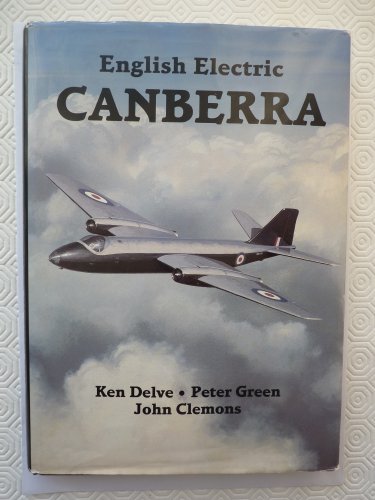 English Electric
CANBERRA
Ken Delve • Peter Green
John Clemons